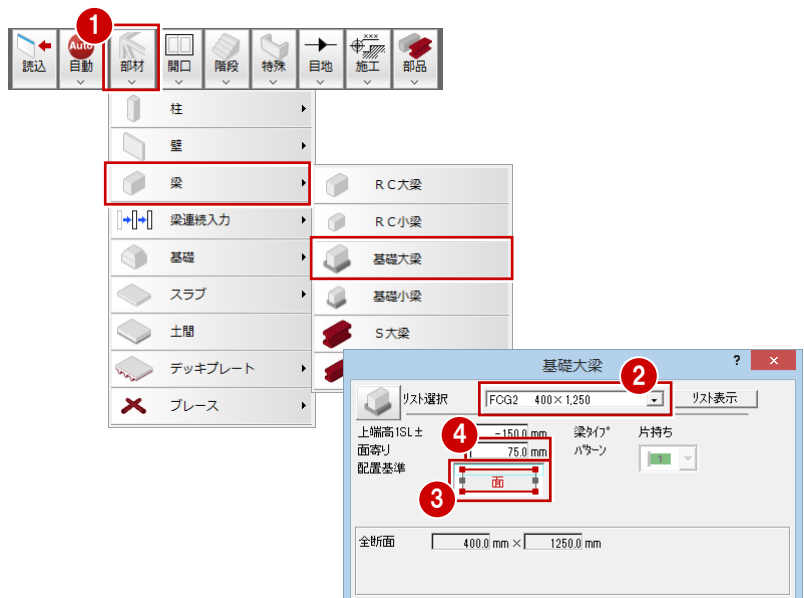 1
読込 Auto 自動 部材 開口 階段 特殊 目地 xxx 施工 部品
柱
壁
梁
ＲＣ大梁
梁連続入力
ＲＣ小梁
基礎
基礎大梁
スラブ
基礎小梁
土間
Ｓ大梁
デッキプレート
ブレース
基礎大梁 ? ×
2
リスト選択 FCG2 400×1,250 リスト表示
上端高1SL± -150.0 mm 梁ﾀｲﾌﾟ 片持ち
4
面寄り 75.0 mm ﾊﾟﾀｰﾝ 1
配置基準 面
3
全断面 400.0 mm × 1250.0 mm